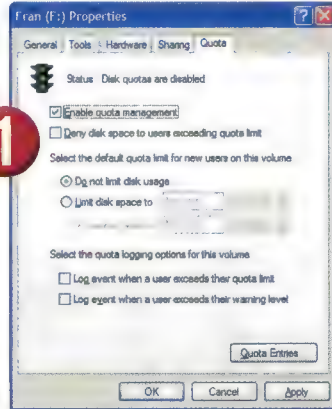 Fran (F:) Properties
General Tools Hardware Sharing Quota
Status: Disk quotas are disabled
1
Enable quota management
Deny disk space to users exceeding quota limit
Select the default quota limit for new users on this volume
Do not limit disk usage
Limit disk space to
Select the quota logging options for this volume
Log event when a user exceeds their quota limit
Log event when a user exceeds their warning level
Quota Entries
OK Cancel Apply